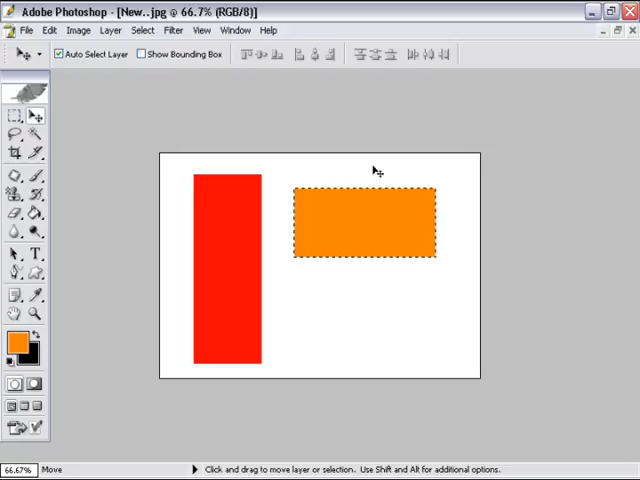 Adobe Photoshop - [New..jpg @ 66.7% (RGB/8)]
File Edit Image Layer Select Filter View Window Help
Auto Select Layer Show Bounding Box
T
66.67% Move Click and drag to move layer or selection. Use Shift and Alt for additional options.